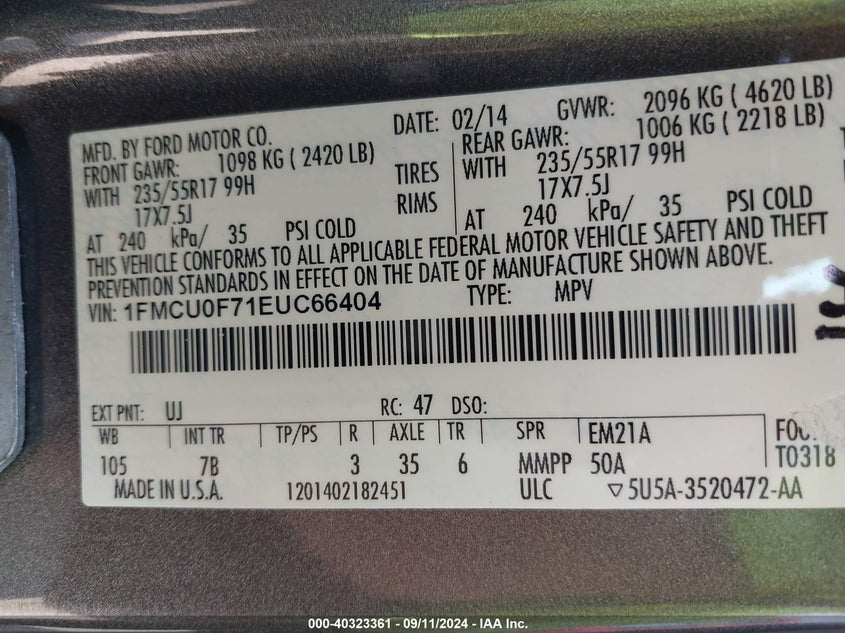 MFD. BY FORD MOTOR CO. DATE: 02/14 GVWR: 2096 KG ( 4620 LB)
FRONT GAWR: 1098 KG ( 2420 LB) REAR GAWR: 1006 KG ( 2218 LB)
WITH 235/55R17 99H TIRES WITH 235/55R17 99H
17X7.5J RIMS 17X7.5J
AT 240 kPa/ 35 PSI COLD AT 240 kPa/ 35 PSI COLD
THIS VEHICLE CONFORMS TO ALL APPLICABLE FEDERAL MOTOR VEHICLE SAFETY AND THEFT
PREVENTION STANDARDS IN EFFECT ON THE DATE OF MANUFACTURE SHOWN ABOVE.
VIN: 1FMCU0F71EUC66404 TYPE: MPV
EXT PNT: UJ RC: 47 DSO:
WB INT TR TP/PS R AXLE TR SPR EM21A
105 7B 3 35 6 MMPP 50A T0318
MADE IN U.S.A. 1201402182451 ULC ▽5U5A-3520472-AA
000-40323361 - 09/11/2024 - IAA Inc.